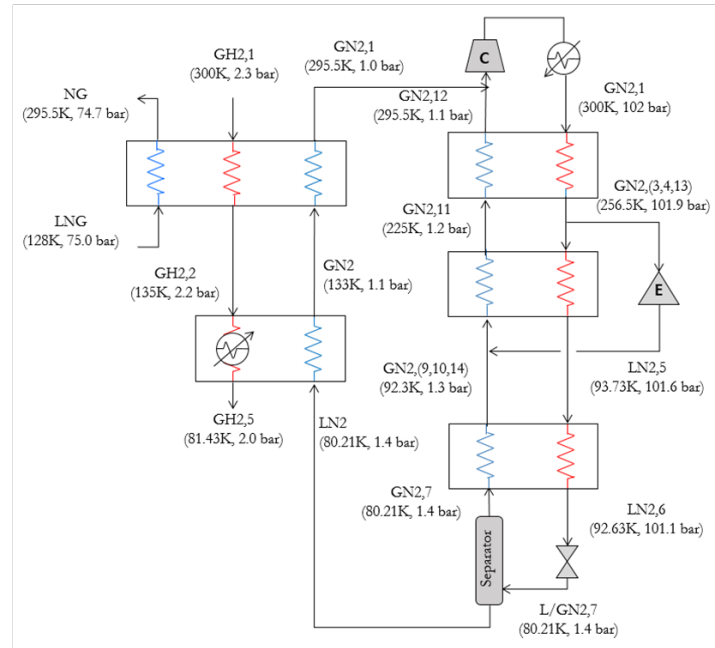 GH2,1
(300K, 2.3 bar)
GN2,1
(295.5K, 1.0 bar)
C
NG
(295.5K, 74.7 bar)
GN2,12
(295.5K, 1.1 bar)
GN2,1
(300K, 102 bar)
LNG
(128K, 75.0 bar)
GN2,11
(225K, 1.2 bar)
GN2,(3,4,13)
(256.5K, 101.9 bar)
GH2,2
(135K, 2.2 bar)
GN2
(133K, 1.1 bar)
E
GN2,(9,10,14)
(92.3K, 1.3 bar)
LN2,5
(93.73K, 101.6 bar)
GH2,5
(81.43K, 2.0 bar)
LN2
(80.21K, 1.4 bar)
GN2,7
(80.21K, 1.4 bar)
LN2,6
(92.63K, 101.1 bar)
Separator
L/GN2,7
(80.21K, 1.4 bar)